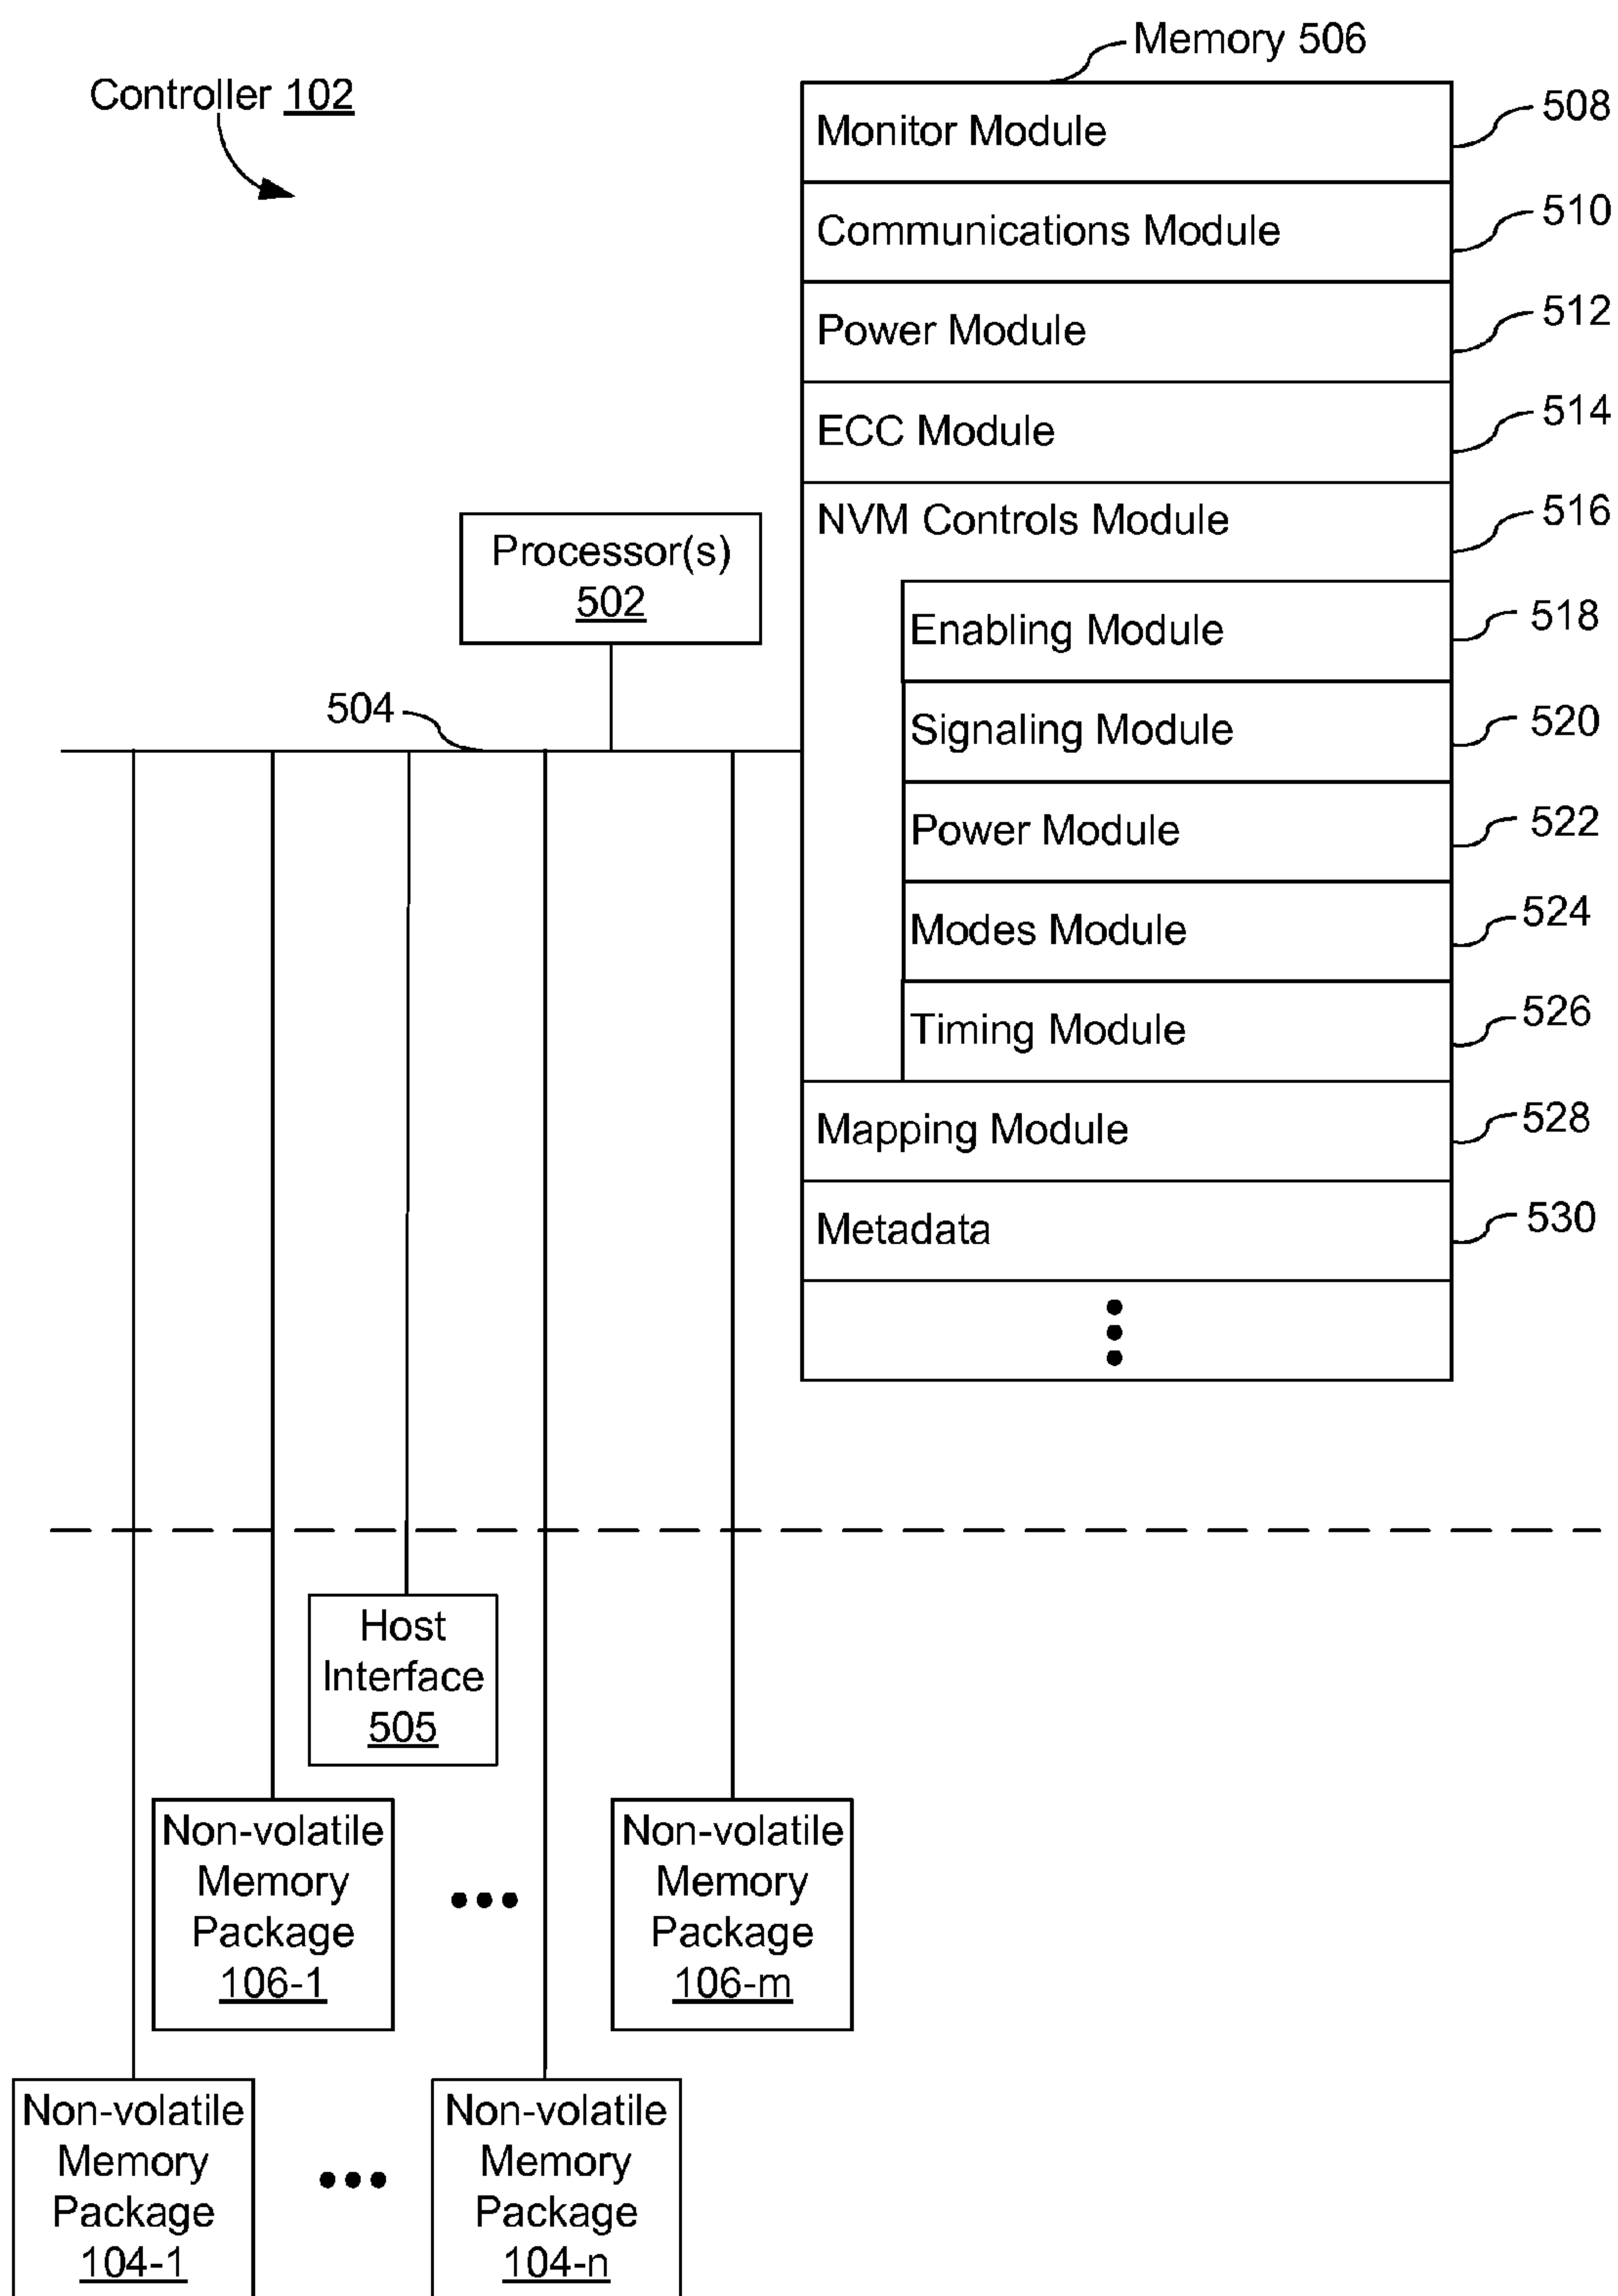 Memory 506
Controller 102
Monitor Module
508
Communications Module
510
Power Module
512
ECC Module
514
NVM Controls Module
516
Processor(s)
502
Enabling Module
518
504
Signaling Module
520
Power Module
522
Modes Module
524
Timing Module
526
Mapping Module
528
Metadata
530
Host
Interface
505
Non-volatile
Memory
Package
106-1
Non-volatile
Memory
Package
106-m
Non-volatile
Memory
Package
104-1
Non-volatile
Memory
Package
104-n